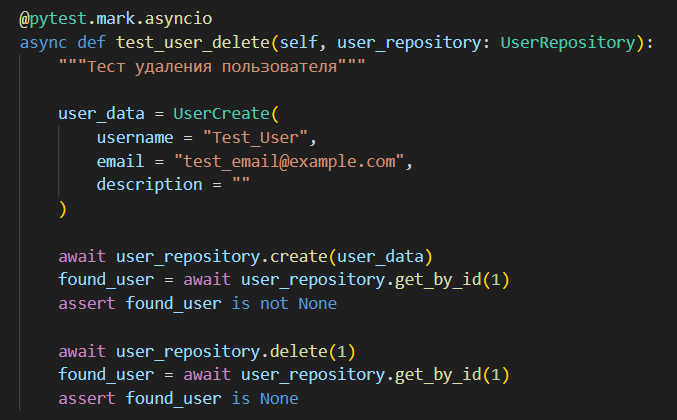 @pytest.mark.asyncio
async def test_user_delete(self, user_repository: UserRepository):
    """Тест удаления пользователя"""

    user_data = UserCreate(
        username = "Test_User",
        email = "test_email@example.com",
        description = ""
    )

    await user_repository.create(user_data)
    found_user = await user_repository.get_by_id(1)
    assert found_user is not None

    await user_repository.delete(1)
    found_user = await user_repository.get_by_id(1)
    assert found_user is None